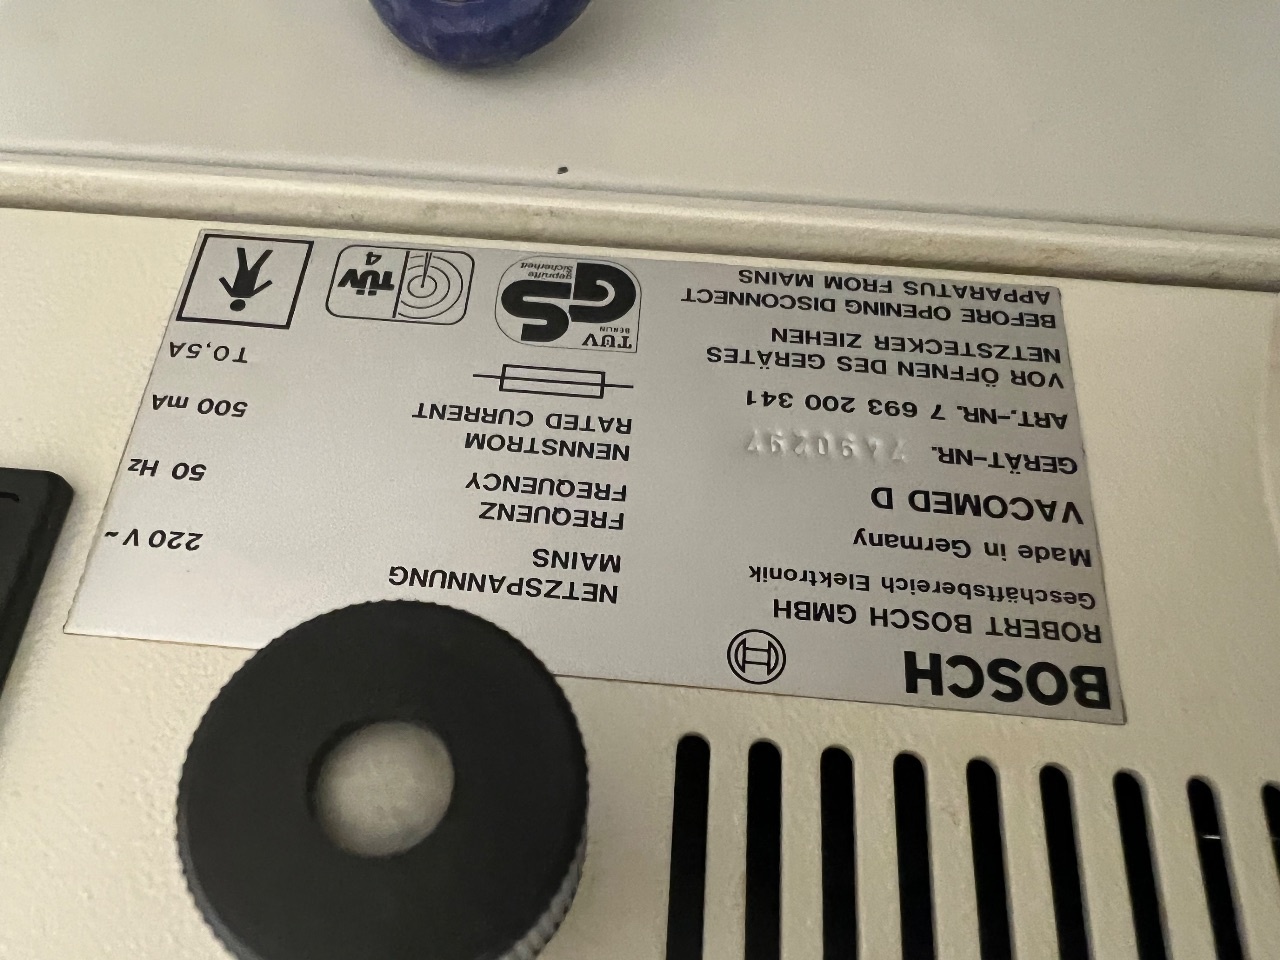 BOSCH
ROBERT BOSCH GMBH
Geschäftsbereich Elektronik
Made in Germany
VACOMED D
GERÄT-NR.
ART.-NR. 7 693 200 341
VOR ÖFFNEN DES GERÄTES
NETZSTECKER ZIEHEN
BEFORE OPENING DISCONNECT
APPARATUS FROM MAINS
NETZSPANNUNG
MAINS
220 V~
FREQUENZ
FREQUENCY
50 Hz
NENNSTROM
RATED CURRENT
500 mA
T0,5A
TÜV
BERLIN
GS
geprüfte
Sicherheit
TÜV
4